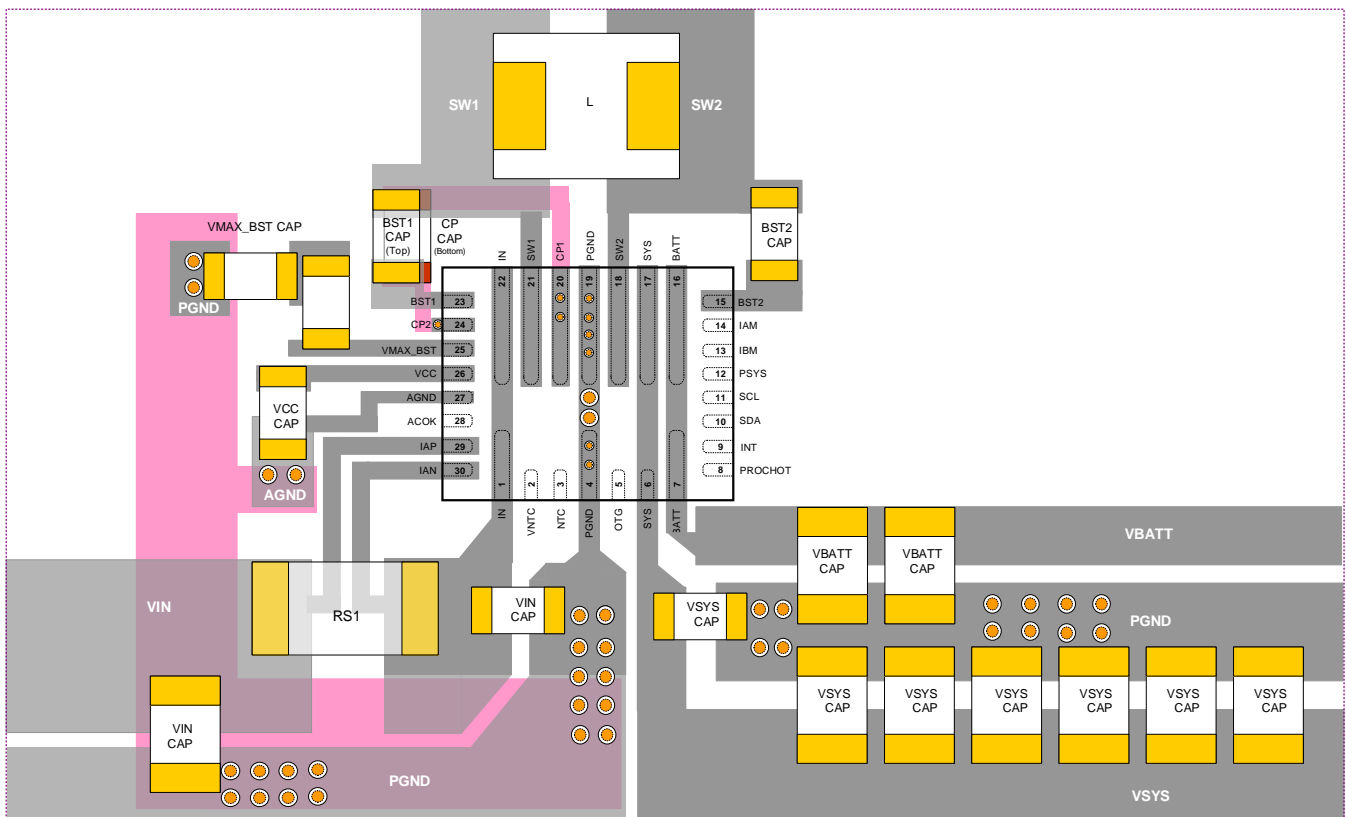 SW1
L
SW2
VMAX_BST CAP
BST1
CAP
(Top)
CP
CAP
(Bottom)
BST2
CAP
PGND
IN
SW1
CP1
PGND
SW2
SYS
BATT
22
21
20
19
18
17
16
BST1 23
CP2 24
VMAX_BST 25
VCC 26
AGND 27
ACOK 28
IAP 29
IAN 30
15 BST2
14 IAM
13 IBM
12 PSYS
11 SCL
10 SDA
9 INT
8 PROCHOT
VCC
CAP
AGND
1
2
3
4
5
6
7
IN
VNTC
NTC
PGND
OTG
SYS
BATT
VIN
RS1
VIN
CAP
VSYS
CAP
VBATT
CAP
VBATT
CAP
VBATT
PGND
VIN
CAP
PGND
VSYS
CAP
VSYS
CAP
VSYS
CAP
VSYS
CAP
VSYS
CAP
VSYS
CAP
VSYS